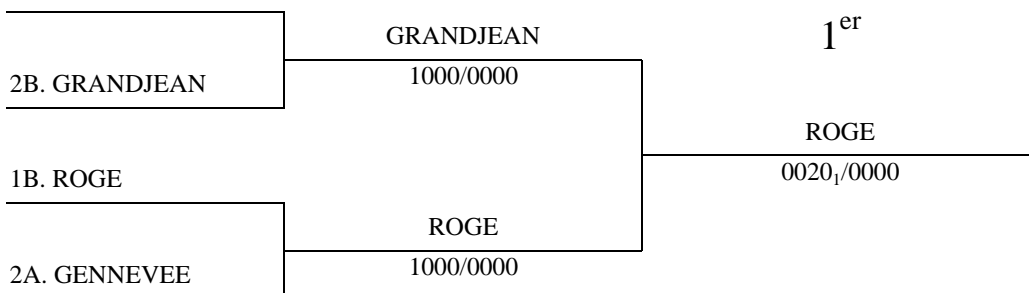 GRANDJEAN
1er
2B. GRANDJEAN
1000/0000
ROGE
1B. ROGE
0020₁/0000
ROGE
2A. GENNEVEE
1000/0000